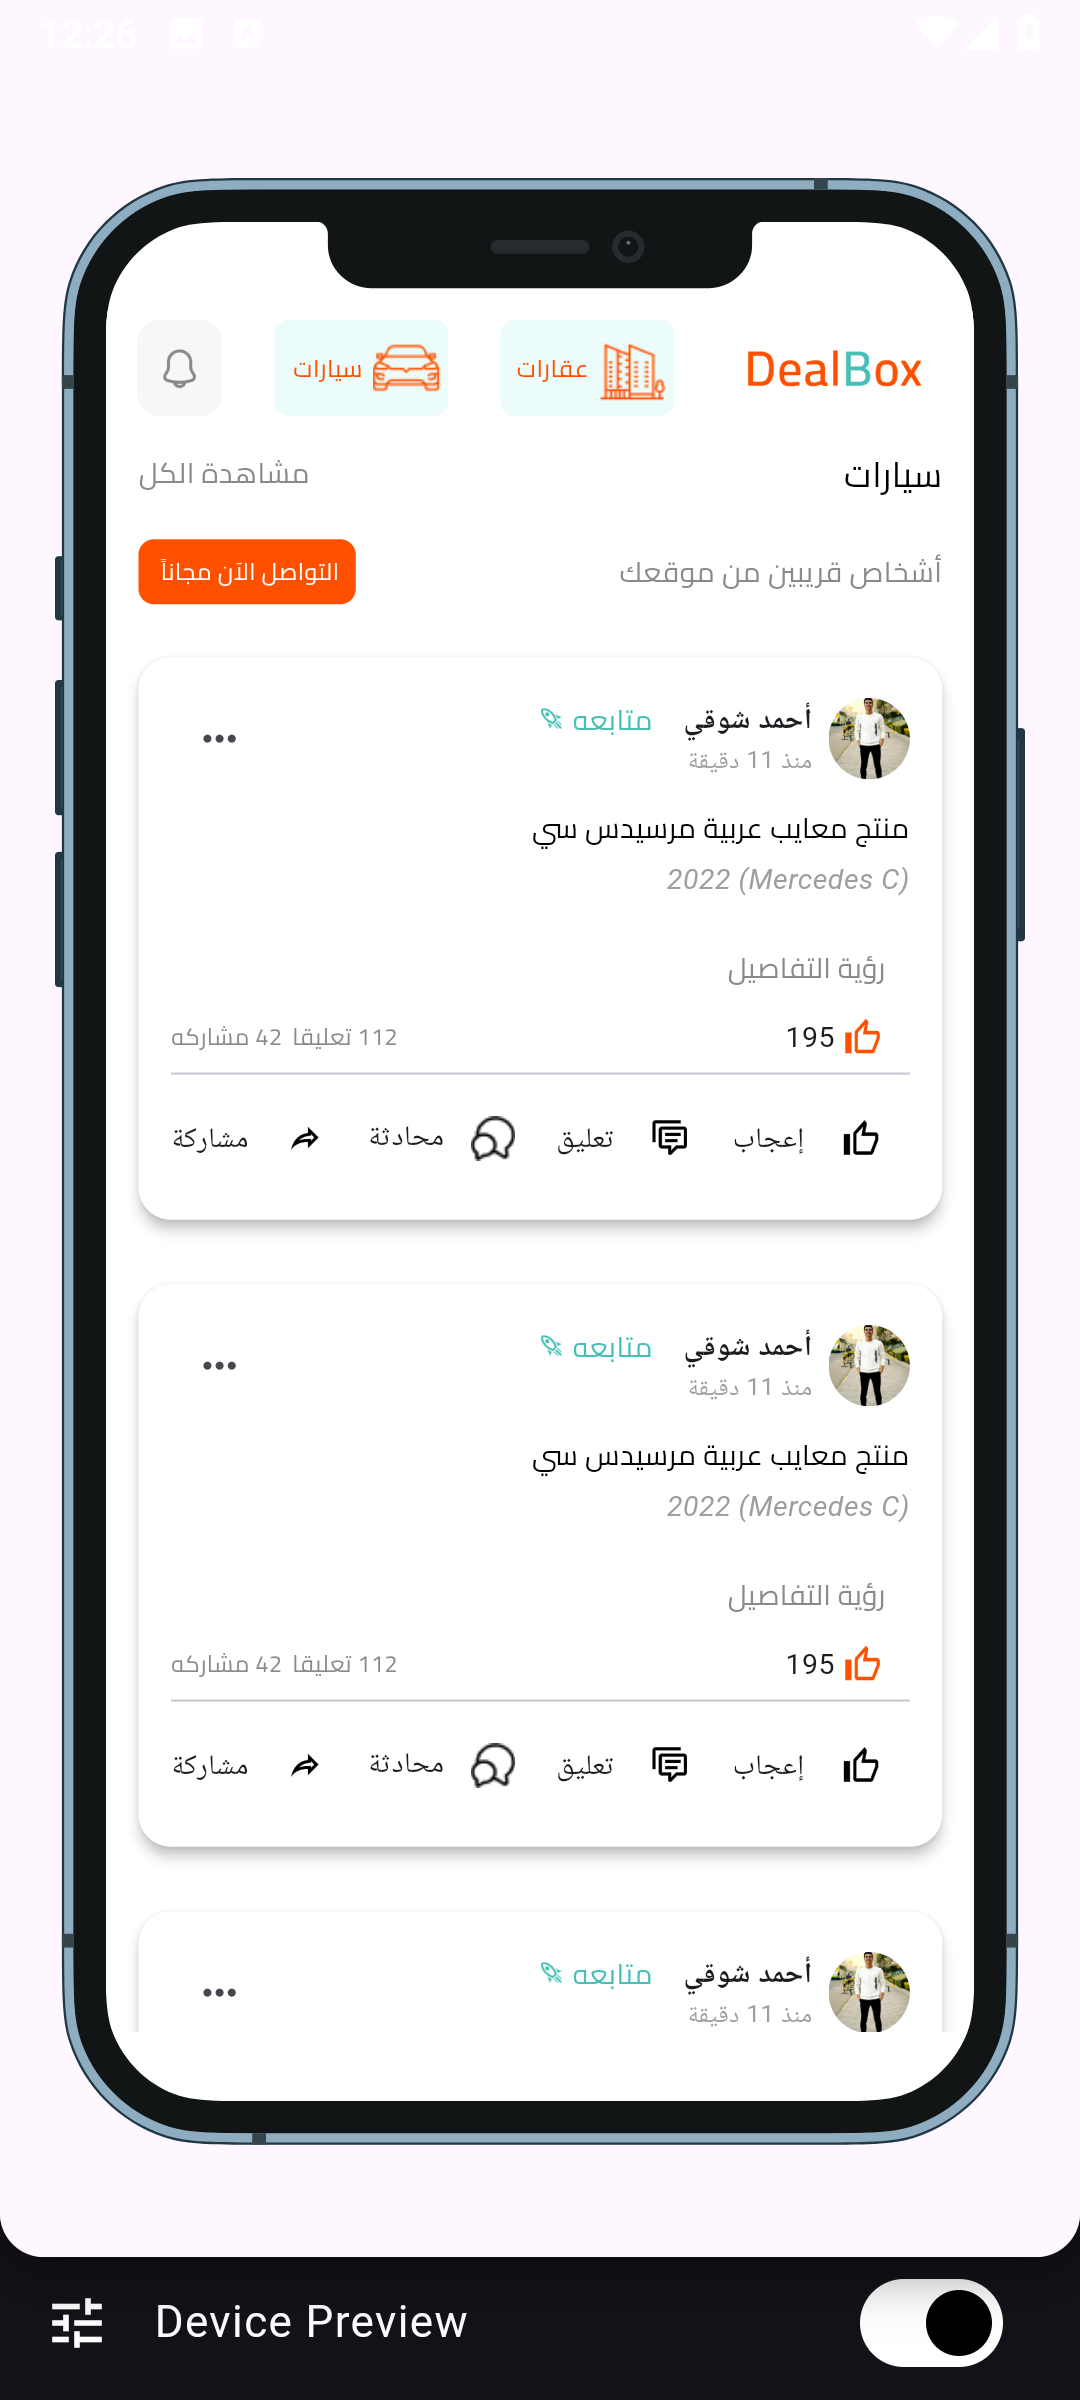 12:26
DealBox
عقارات
سيارات
سيارات
مشاهدة الكل
أشخاص قريبين من موقعك
التواصل الآن مجاناً
أحمد شوقي
متابعه
منذ 11 دقيقة
منتج معايب عربية مرسيدس سي
2022 (Mercedes C)
رؤية التفاصيل
195
112 تعليقا 42 مشاركه
إعجاب
تعليق
محادثة
مشاركة
أحمد شوقي
متابعه
منذ 11 دقيقة
منتج معايب عربية مرسيدس سي
2022 (Mercedes C)
رؤية التفاصيل
195
112 تعليقا 42 مشاركه
إعجاب
تعليق
محادثة
مشاركة
أحمد شوقي
متابعه
منذ 11 دقيقة
Device Preview